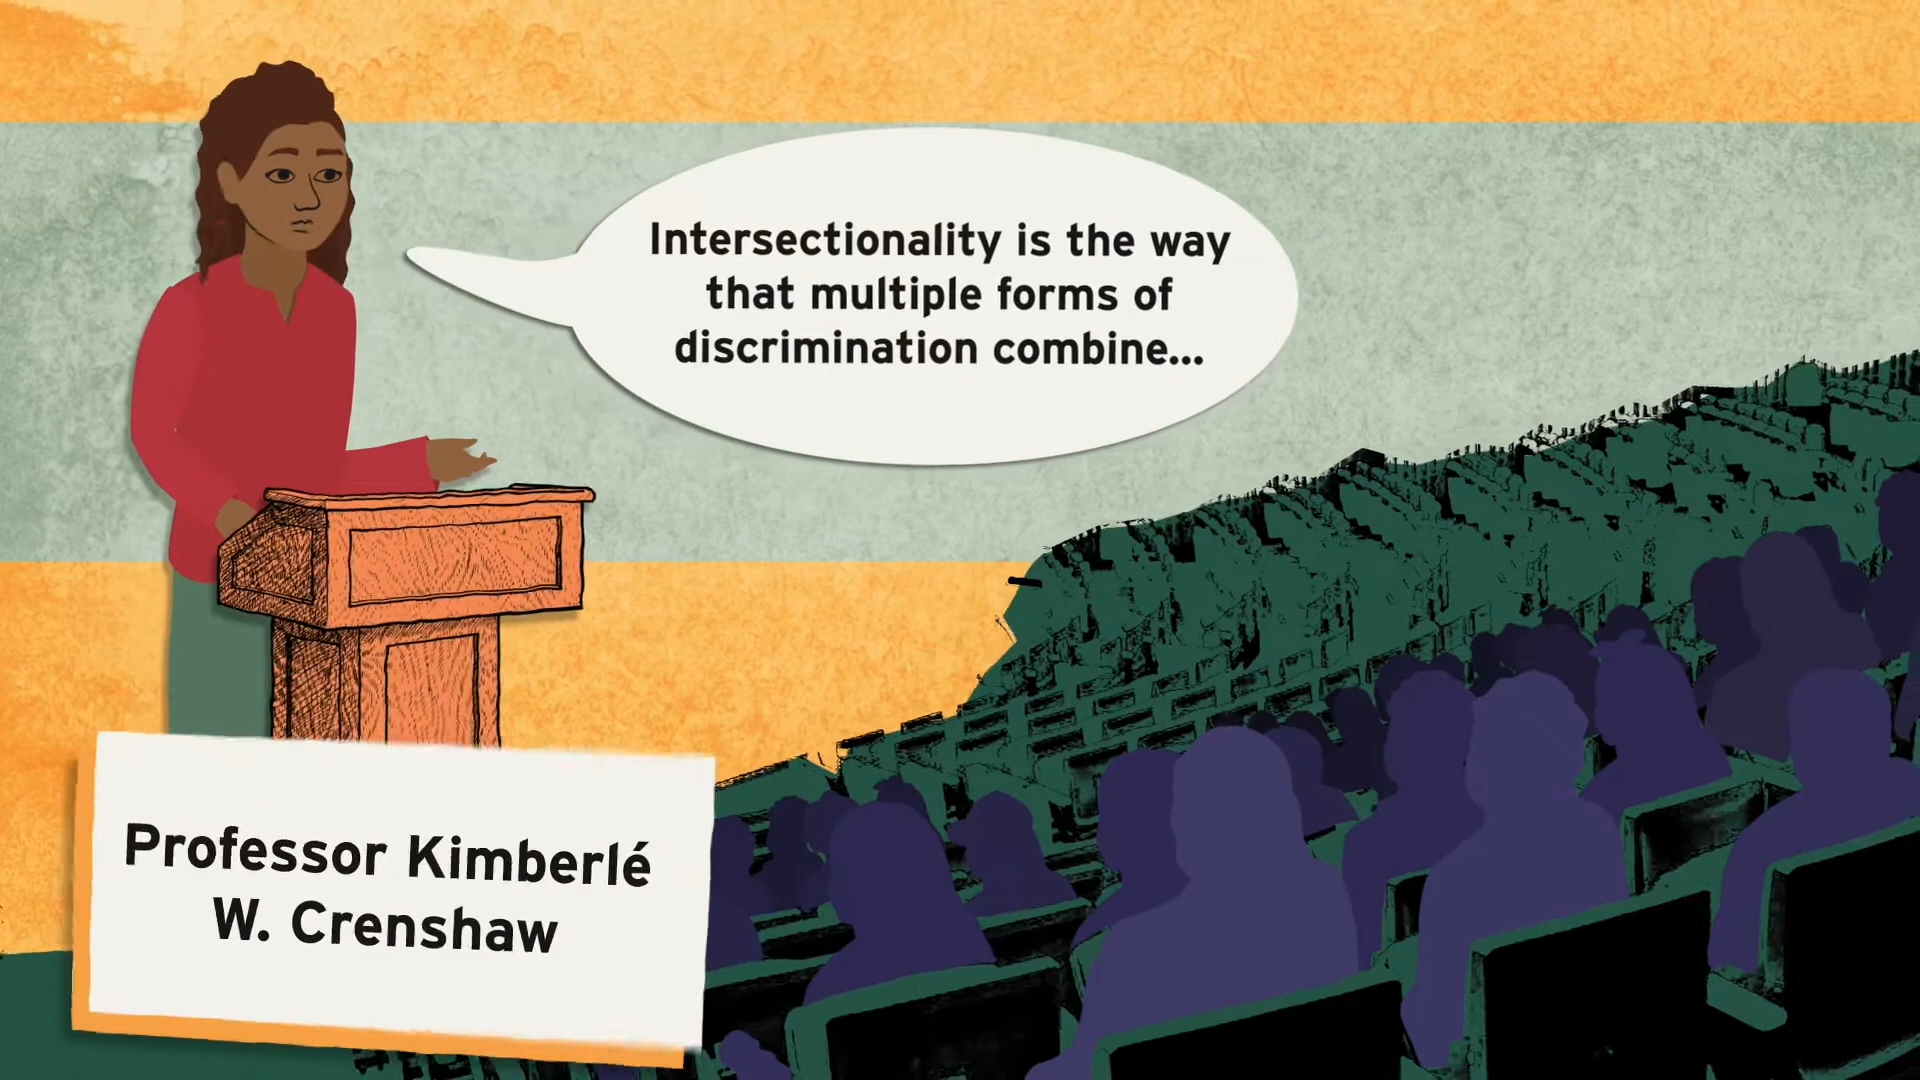 Intersectionality is the way
that multiple forms of
discrimination combine...
Professor Kimberlé
W. Crenshaw